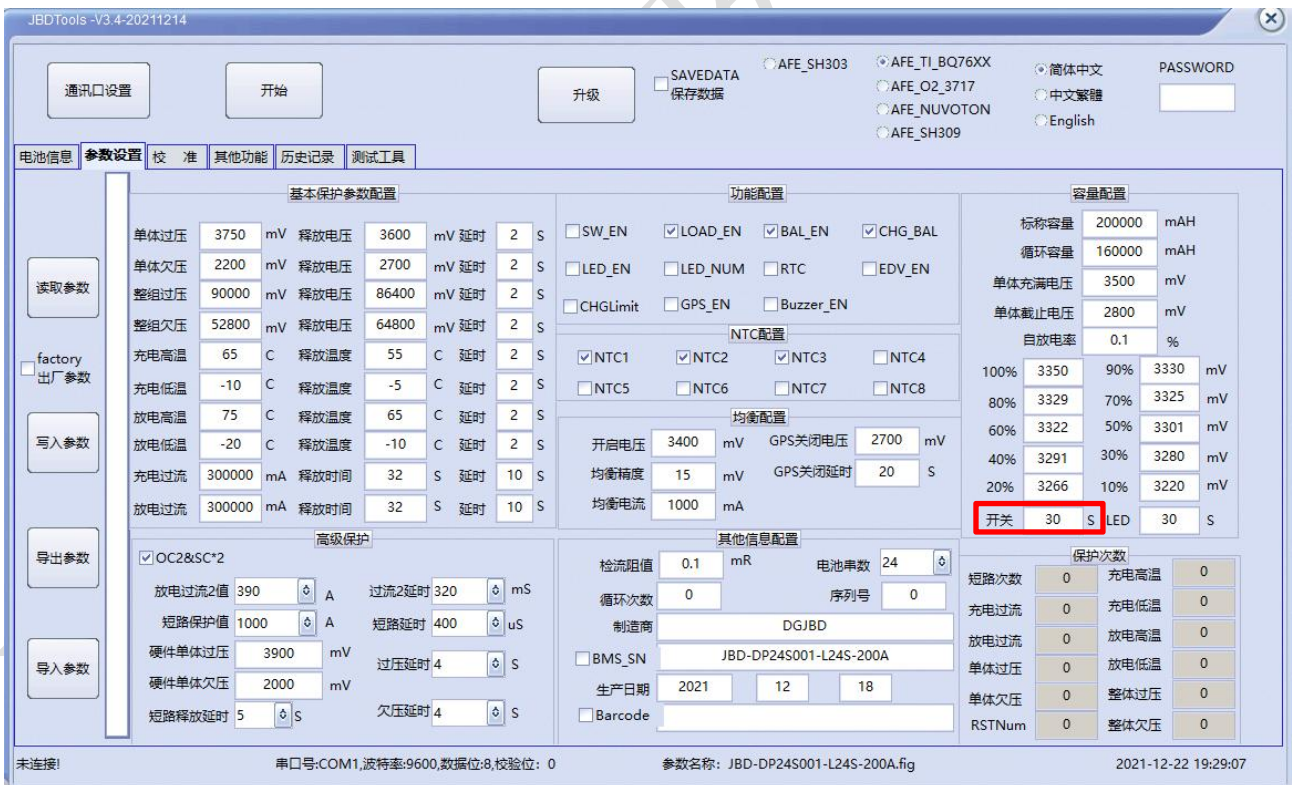 JBDTools -V3.4-20211214
通讯口设置 开始 升级 SAVEDATA 保存数据 AFE_SH303 AFE_TI_BQ76XX 简体中文 PASSWORD
AFE_O2_3717 中文繁體
AFE_NUVOTON English
AFE_SH309
电池信息 参数设置 校 准 其他功能 历史记录 测试工具
读取参数
factory
出厂参数
写入参数
导出参数
导入参数
基本保护参数配置
单体过压 3750 mV 释放电压 3600 mV 延时 2 S
单体欠压 2200 mV 释放电压 2700 mV 延时 2 S
整组过压 90000 mV 释放电压 86400 mV 延时 2 S
整组欠压 52800 mV 释放电压 64800 mV 延时 2 S
充电高温 65 C 释放温度 55 C 延时 2 S
充电低温 -10 C 释放温度 -5 C 延时 2 S
放电高温 75 C 释放温度 65 C 延时 2 S
放电低温 -20 C 释放温度 -10 C 延时 2 S
充电过流 300000 mA 释放时间 32 S 延时 10 S
放电过流 300000 mA 释放时间 32 S 延时 10 S
高级保护
OC2&SC*2
放电过流2值 390 A 过流2延时 320 mS
短路保护值 1000 A 短路延时 400 uS
硬件单体过压 3900 mV 过压延时 4 S
硬件单体欠压 2000 mV
短路释放延时 5 S 欠压延时 4 S
功能配置
SW_EN LOAD_EN BAL_EN CHG_BAL
LED_EN LED_NUM RTC EDV_EN
CHGLimit GPS_EN Buzzer_EN
NTC配置
NTC1 NTC2 NTC3 NTC4
NTC5 NTC6 NTC7 NTC8
均衡配置
开启电压 3400 mV GPS关闭电压 2700 mV
均衡精度 15 mV GPS关闭延时 20 S
均衡电流 1000 mA
其他信息配置
检流阻值 0.1 mR 电池串数 24
循环次数 0 序列号 0
制造商 DGJBD
BMS_SN JBD-DP24S001-L24S-200A
生产日期 2021 12 18
Barcode
容量配置
标称容量 200000 mAH
循环容量 160000 mAH
单体充满电压 3500 mV
单体截止电压 2800 mV
自放电率 0.1 %
100% 3350 90% 3330 mV
80% 3329 70% 3325 mV
60% 3322 50% 3301 mV
40% 3291 30% 3280 mV
20% 3266 10% 3220 mV
开关 30 S LED 30 S
保护次数
短路次数 0 充电高温 0
充电过流 0 充电低温 0
放电过流 0 放电高温 0
单体过压 0 放电低温 0
单体欠压 0 整体过压 0
RSTNum 0 整体欠压 0
未连接! 串口号:COM1,波特率:9600,数据位:8,校验位：0 参数名称：JBD-DP24S001-L24S-200A.fig 2021-12-22 19:29:07